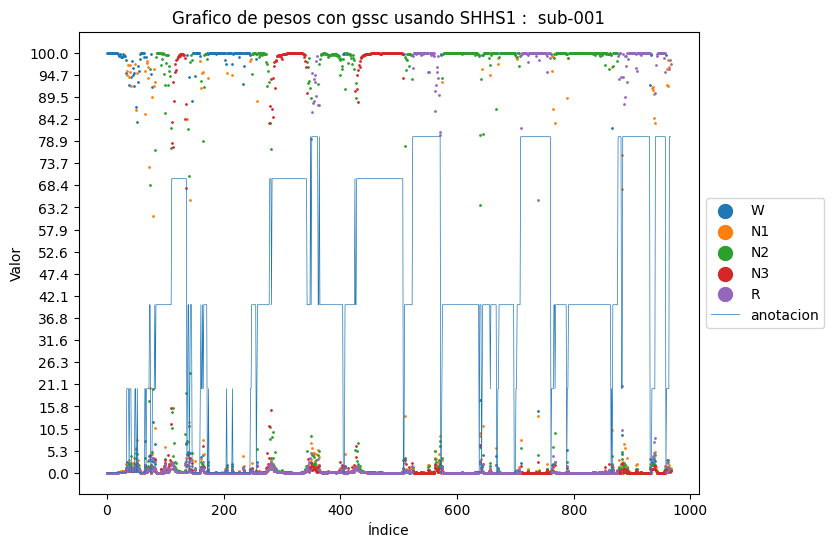 Grafico de pesos con gssc usando SHHS1 :  sub-001
100.0
94.7
89.5
84.2
78.9
73.7
68.4
63.2
57.9
52.6
47.4
42.1
36.8
31.6
26.3
21.1
15.8
10.5
5.3
0.0
Valor
0 200 400 600 800 1000
Índice
W
N1
N2
N3
R
anotacion